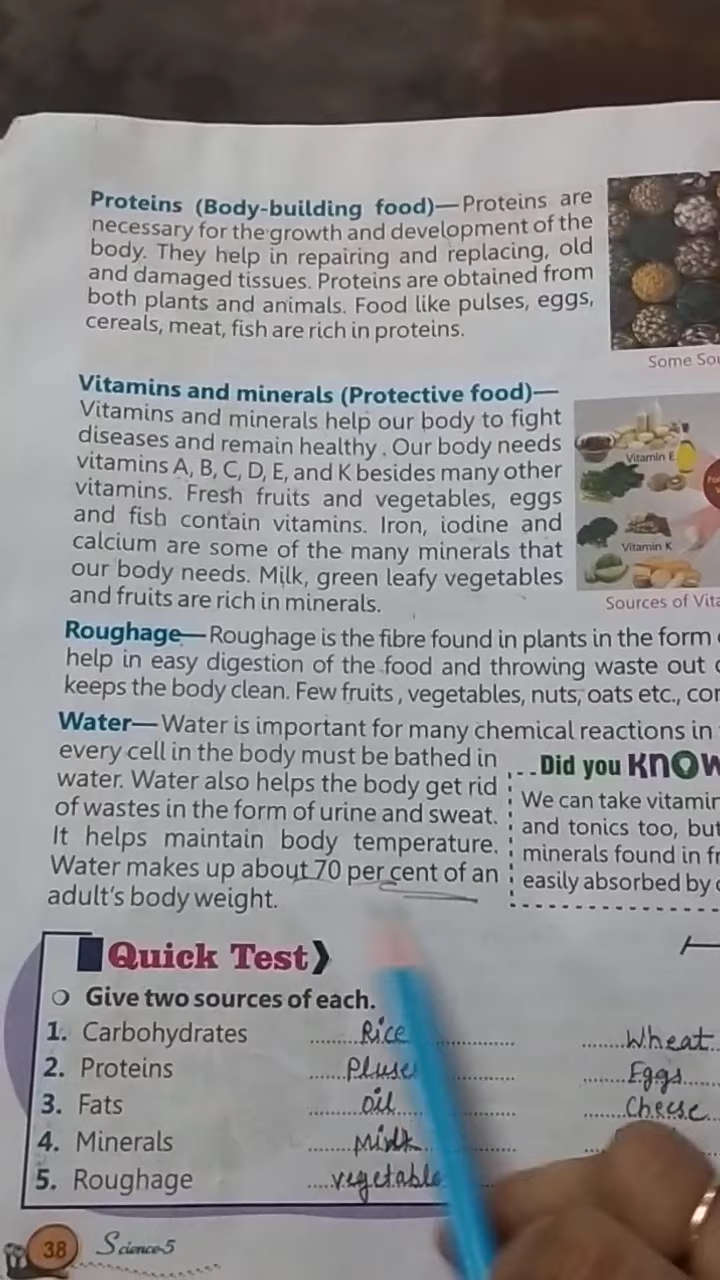 Proteins (Body-building food)—Proteins are
necessary for the growth and development of the
body. They help in repairing and replacing, old
and damaged tissues. Proteins are obtained from
both plants and animals. Food like pulses, eggs,
cereals, meat, fish are rich in proteins.
Some Sou
Vitamins and minerals (Protective food)—
Vitamins and minerals help our body to fight
diseases and remain healthy . Our body needs
vitamins A, B, C, D, E, and K besides many other
vitamins. Fresh fruits and vegetables, eggs
and fish contain vitamins. Iron, iodine and
calcium are some of the many minerals that
our body needs. Milk, green leafy vegetables
and fruits are rich in minerals.
Vitamin E
Vitamin K
Sources of Vita
Roughage—Roughage is the fibre found in plants in the form
help in easy digestion of the food and throwing waste out
keeps the body clean. Few fruits , vegetables, nuts, oats etc., con
Water—Water is important for many chemical reactions in
every cell in the body must be bathed in
water. Water also helps the body get rid
of wastes in the form of urine and sweat.
It helps maintain body temperature.
Water makes up about 70 per cent of an
adult's body weight.
Did you KNOW
We can take vitamin
and tonics too, but
minerals found in fr
easily absorbed by
Quick Test
Give two sources of each.
1. Carbohydrates Rice Wheat
2. Proteins Pluse Eggs
3. Fats oil Cheese
4. Minerals Milk
5. Roughage vegetable
38 Science-5